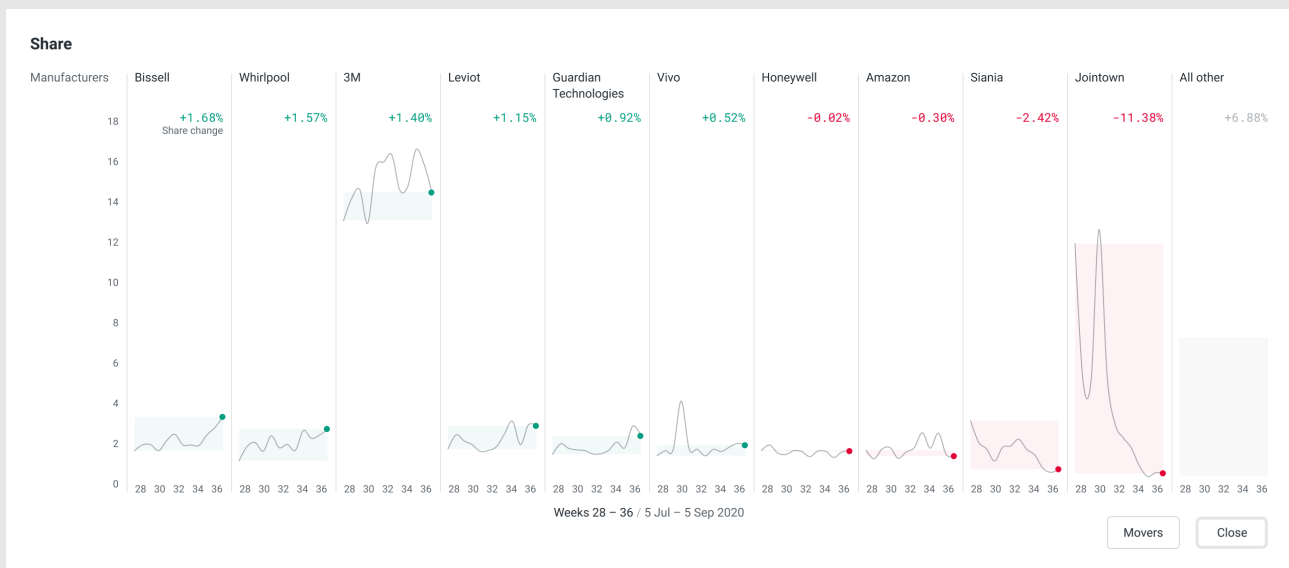 Share
Manufacturers Bissell Whirlpool 3M Leviot Guardian Technologies Vivo Honeywell Amazon Siania Jointown All other
+1.68% +1.57% +1.40% +1.15% +0.92% +0.52% -0.02% -0.30% -2.42% -11.38% +6.88%
Share change
18
16
14
12
10
8
6
4
2
0
28 30 32 34 36 28 30 32 34 36 28 30 32 34 36 28 30 32 34 36 28 30 32 34 36 28 30 32 34 36 28 30 32 34 36 28 30 32 34 36 28 30 32 34 36 28 30 32 34 36 28 30 32 34 36
Weeks 28 – 36 / 5 Jul – 5 Sep 2020
Movers Close